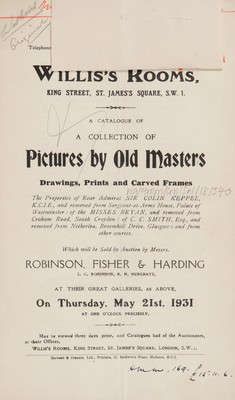 Telephone
WILLIS'S ROOMS,
KING STREET, ST. JAMES'S SQUARE, S.W. 1.
A CATALOGUE OF
A COLLECTION OF
Pictures by Old Masters
Drawings, Prints and Carved Frames
The Properties of Rear Admiral SIR COLIN KEPPEL,
K.C.I.E., and removed from Sergeant-at-Arms House, Palace of
Westminster; of the MISSES BEVAN, and removed from
Croham Road, South Croydon; of C. C. SMITH, Esq., and
removed from Netherlea, Broomhill Drive, Glasgow; and from
other sources.
Which will be Sold by Auction by Messrs.
ROBINSON, FISHER & HARDING
AT THEIR GREAT GALLERIES, AS ABOVE,
On Thursday, May 21st, 1931
AT ONE O'CLOCK PRECISELY.
May be viewed three days prior, and Catalogues had of the Auctioneers,
at their Offices,
WILLIS'S ROOMS, KING STREET, ST. JAMES'S SQUARE, LONDON, S.W. 1.
£15.11.6.